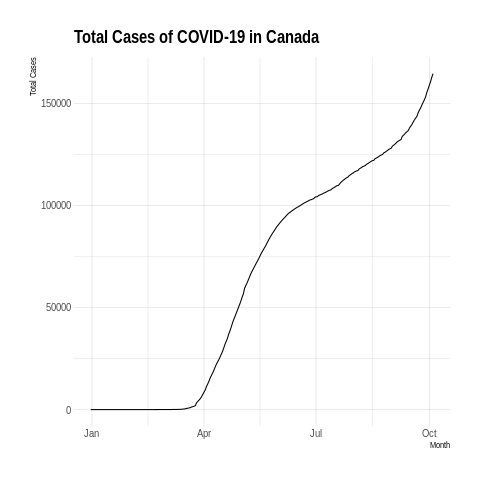 Total Cases of COVID-19 in Canada
Total Cases
150000
100000
50000
0
Jan Apr Jul Oct
Month